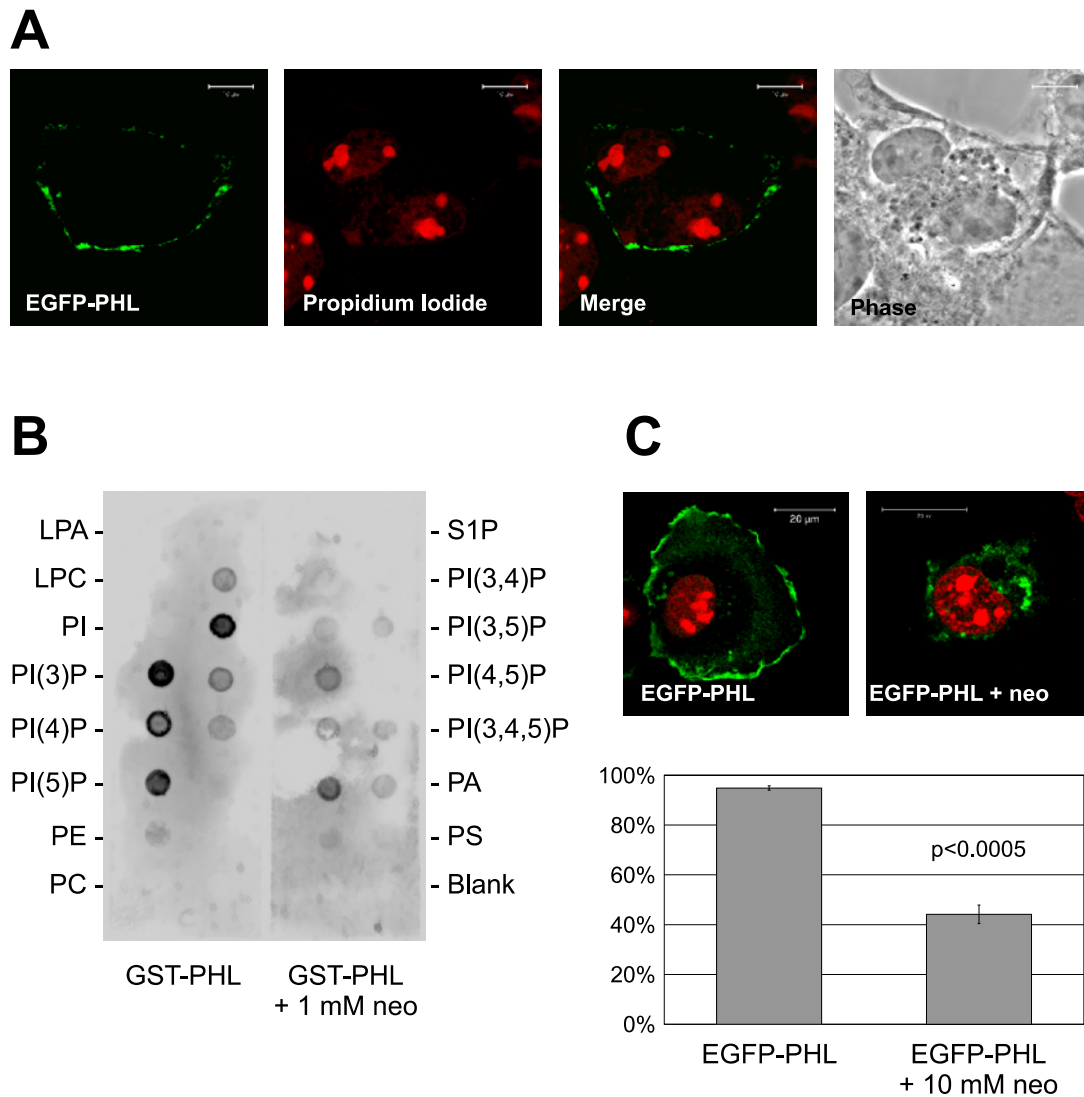 A
EGFP-PHL
Propidium Iodide
Merge
Phase
B
LPA
LPC
PI
PI(3)P
PI(4)P
PI(5)P
PE
PC
S1P
PI(3,4)P
PI(3,5)P
PI(4,5)P
PI(3,4,5)P
PA
PS
Blank
GST-PHL
GST-PHL
+ 1 mM neo
C
20 µm
EGFP-PHL
EGFP-PHL + neo
100%
80%
60%
40%
20%
0%
p<0.0005
EGFP-PHL
EGFP-PHL
+ 10 mM neo